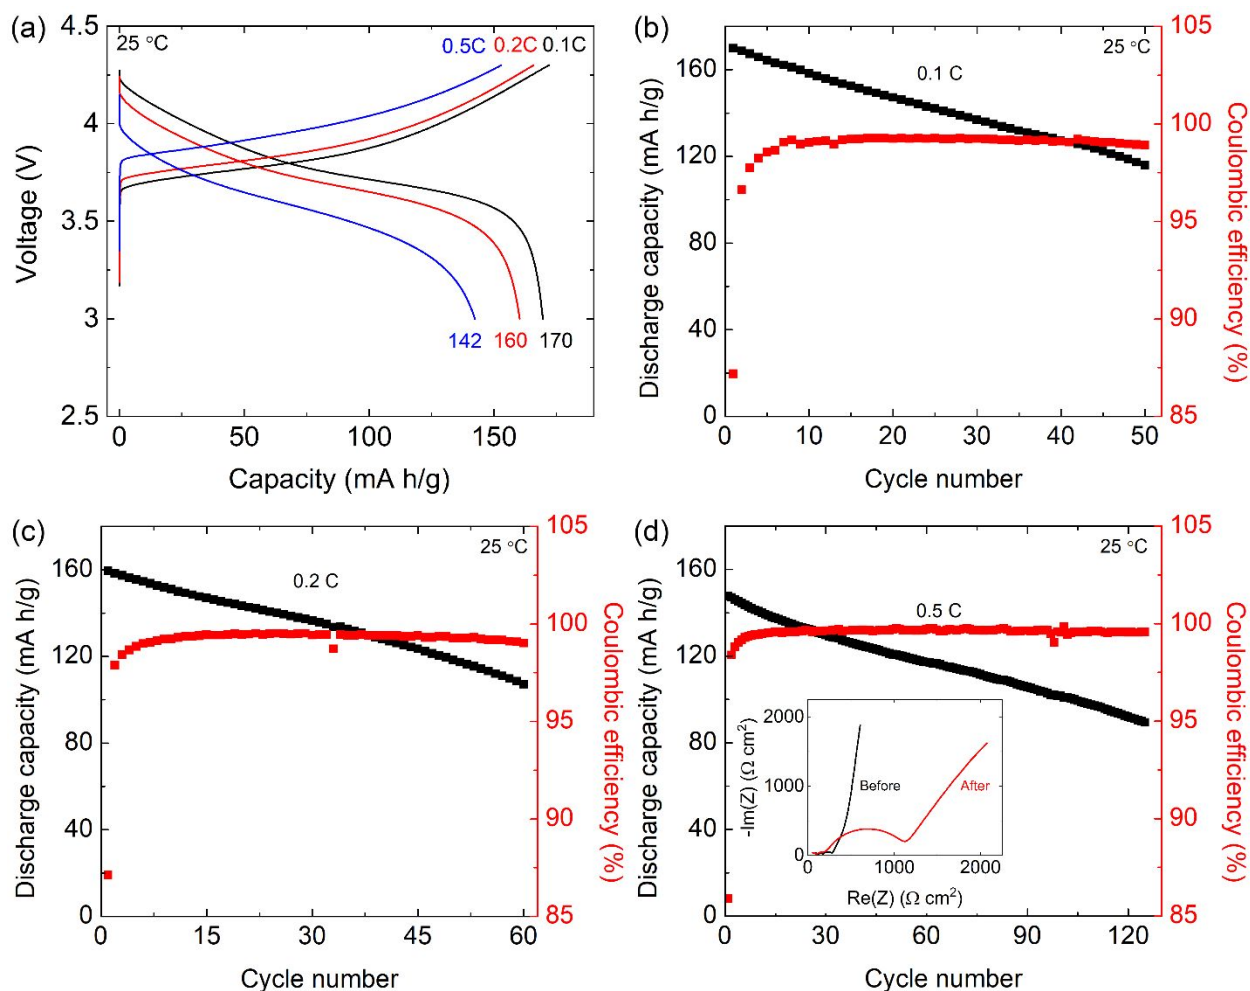 (a)
25 °C
0.5C 0.2C 0.1C
4.5
4
3.5
3
2.5
Voltage (V)
142 160 170
0 50 100 150
Capacity (mA h/g)
(b)
25 °C
0.1 C
160
120
80
40
0
Discharge capacity (mA h/g)
105
100
95
90
85
Coulombic efficiency (%)
0 10 20 30 40 50
Cycle number
(c)
25 °C
0.2 C
160
120
80
40
0
Discharge capacity (mA h/g)
105
100
95
90
85
Coulombic efficiency (%)
0 15 30 45 60
Cycle number
(d)
25 °C
0.5 C
160
120
80
40
0
Discharge capacity (mA h/g)
105
100
95
90
85
Coulombic efficiency (%)
2000
1000
0
-Im(Z) (Ω cm²)
Before After
0 1000 2000
Re(Z) (Ω cm²)
0 30 60 90 120
Cycle number